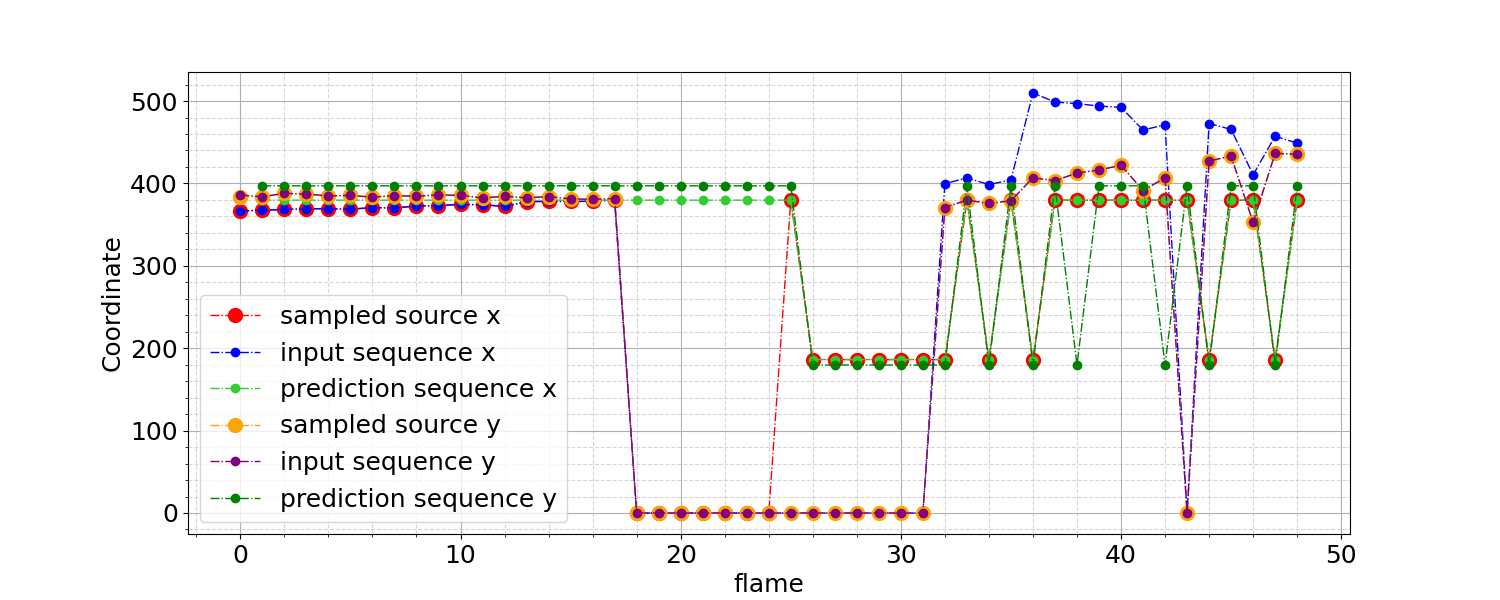 500
400
300
200
100
0
Coordinate
sampled source x
input sequence x
prediction sequence x
sampled source y
input sequence y
prediction sequence y
0 10 20 30 40 50
flame